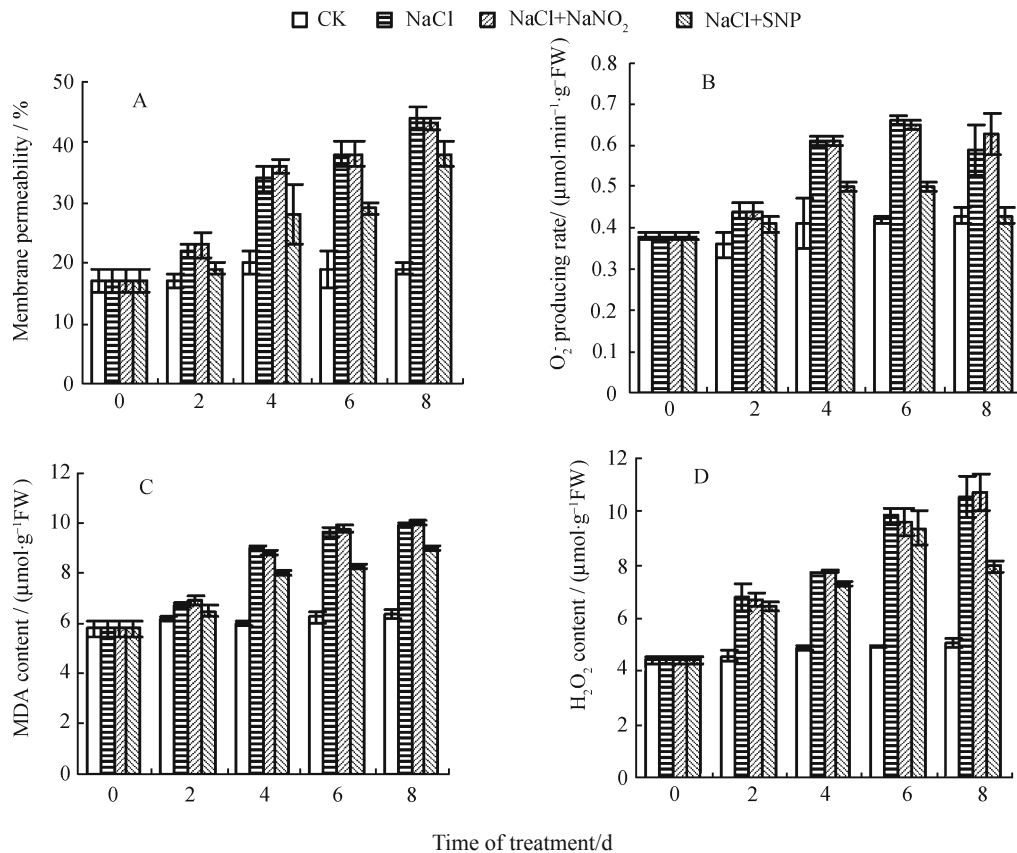 CK NaCl NaCl+NaNO₂ NaCl+SNP
A
Membrane permeability / %
50
40
30
20
10
0
0 2 4 6 8
B
O₂⁻ producing rate/ (μmol·min⁻¹·g⁻FW)
0.8
0.7
0.6
0.5
0.4
0.3
0.2
0.1
0
0 2 4 6 8
C
MDA content / (μmol·g⁻¹FW)
12
10
8
6
4
2
0
0 2 4 6 8
D
H₂O₂ content / (μmol·g⁻¹FW)
12
10
8
6
4
2
0
0 2 4 6 8
Time of treatment/d